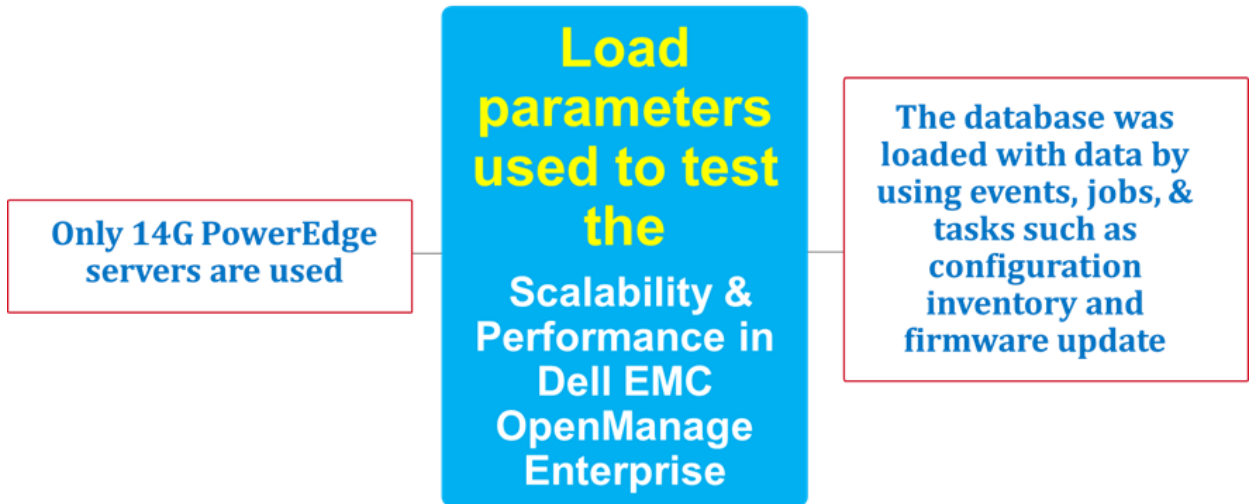 Only 14G PowerEdge
servers are used
Load
parameters
used to test
the
Scalability &
Performance in
Dell EMC
OpenManage
Enterprise
The database was
loaded with data by
using events, jobs, &
tasks such as
configuration
inventory and
firmware update